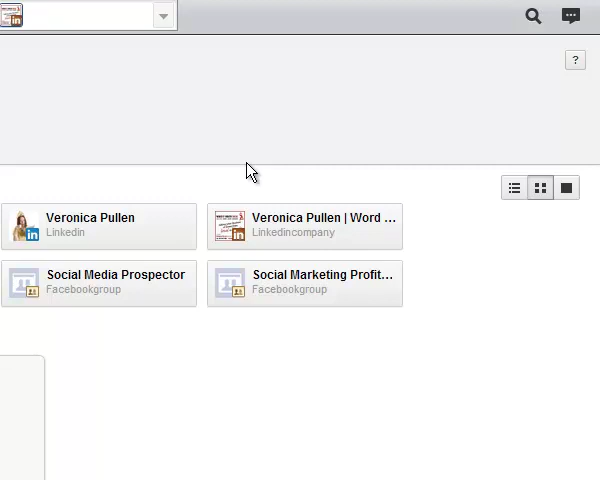 ?
Veronica Pullen
Linkedin
Veronica Pullen | Word ...
Linkedincompany
Social Media Prospector
Facebookgroup
Social Marketing Profit...
Facebookgroup